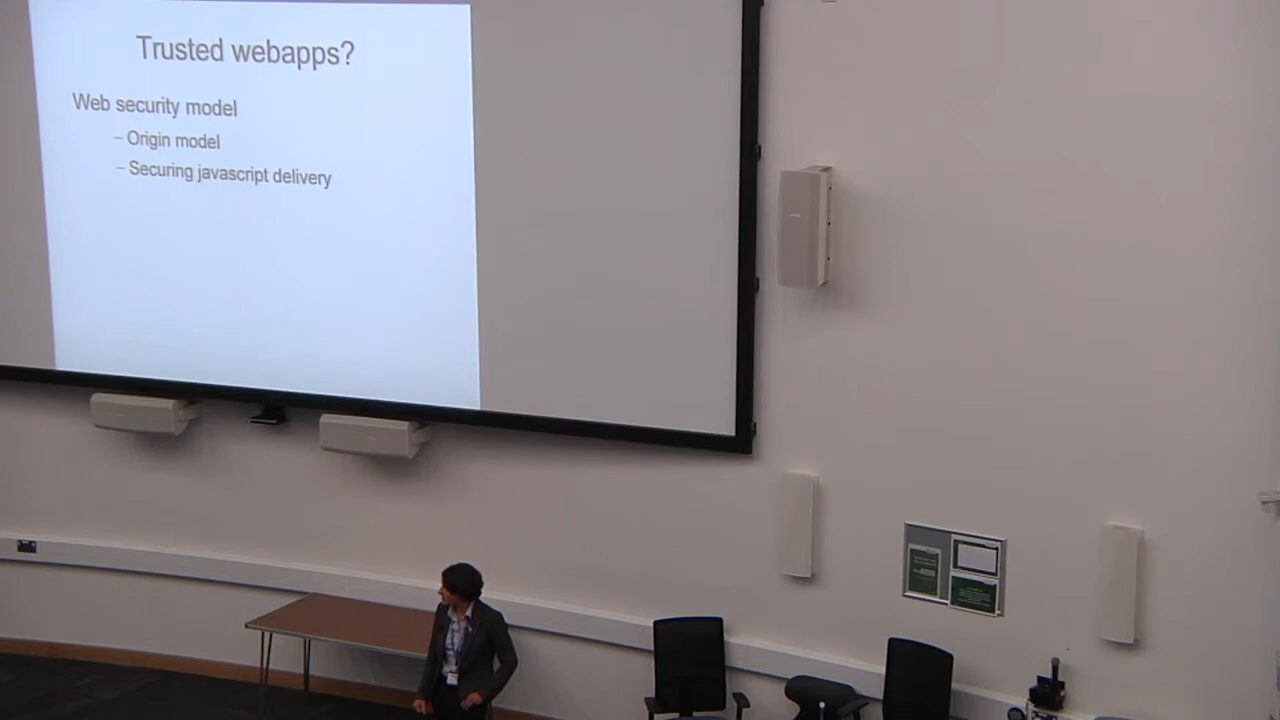 Trusted webapps?
Web security model
– Origin model
– Securing javascript delivery